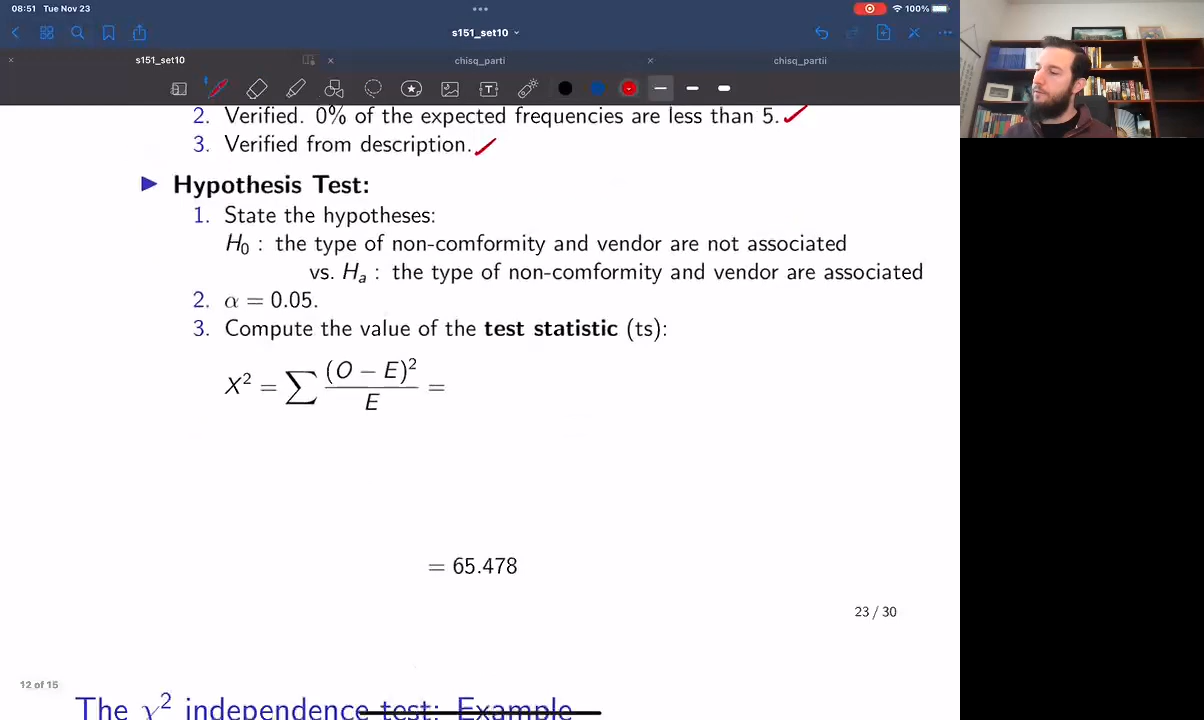 08:51 Tue Nov 23
100%
s151_set10
s151_set10
chisq_parti
chisq_partii
2. Verified. 0% of the expected frequencies are less than 5.
3. Verified from description.
Hypothesis Test:
1. State the hypotheses:
H₀ : the type of non-comformity and vendor are not associated
vs. Hₐ : the type of non-comformity and vendor are associated
2. α = 0.05.
3. Compute the value of the test statistic (ts):
X² = ∑ (O − E)² / E =
= 65.478
23 / 30
12 of 15
The χ² independence test: Example